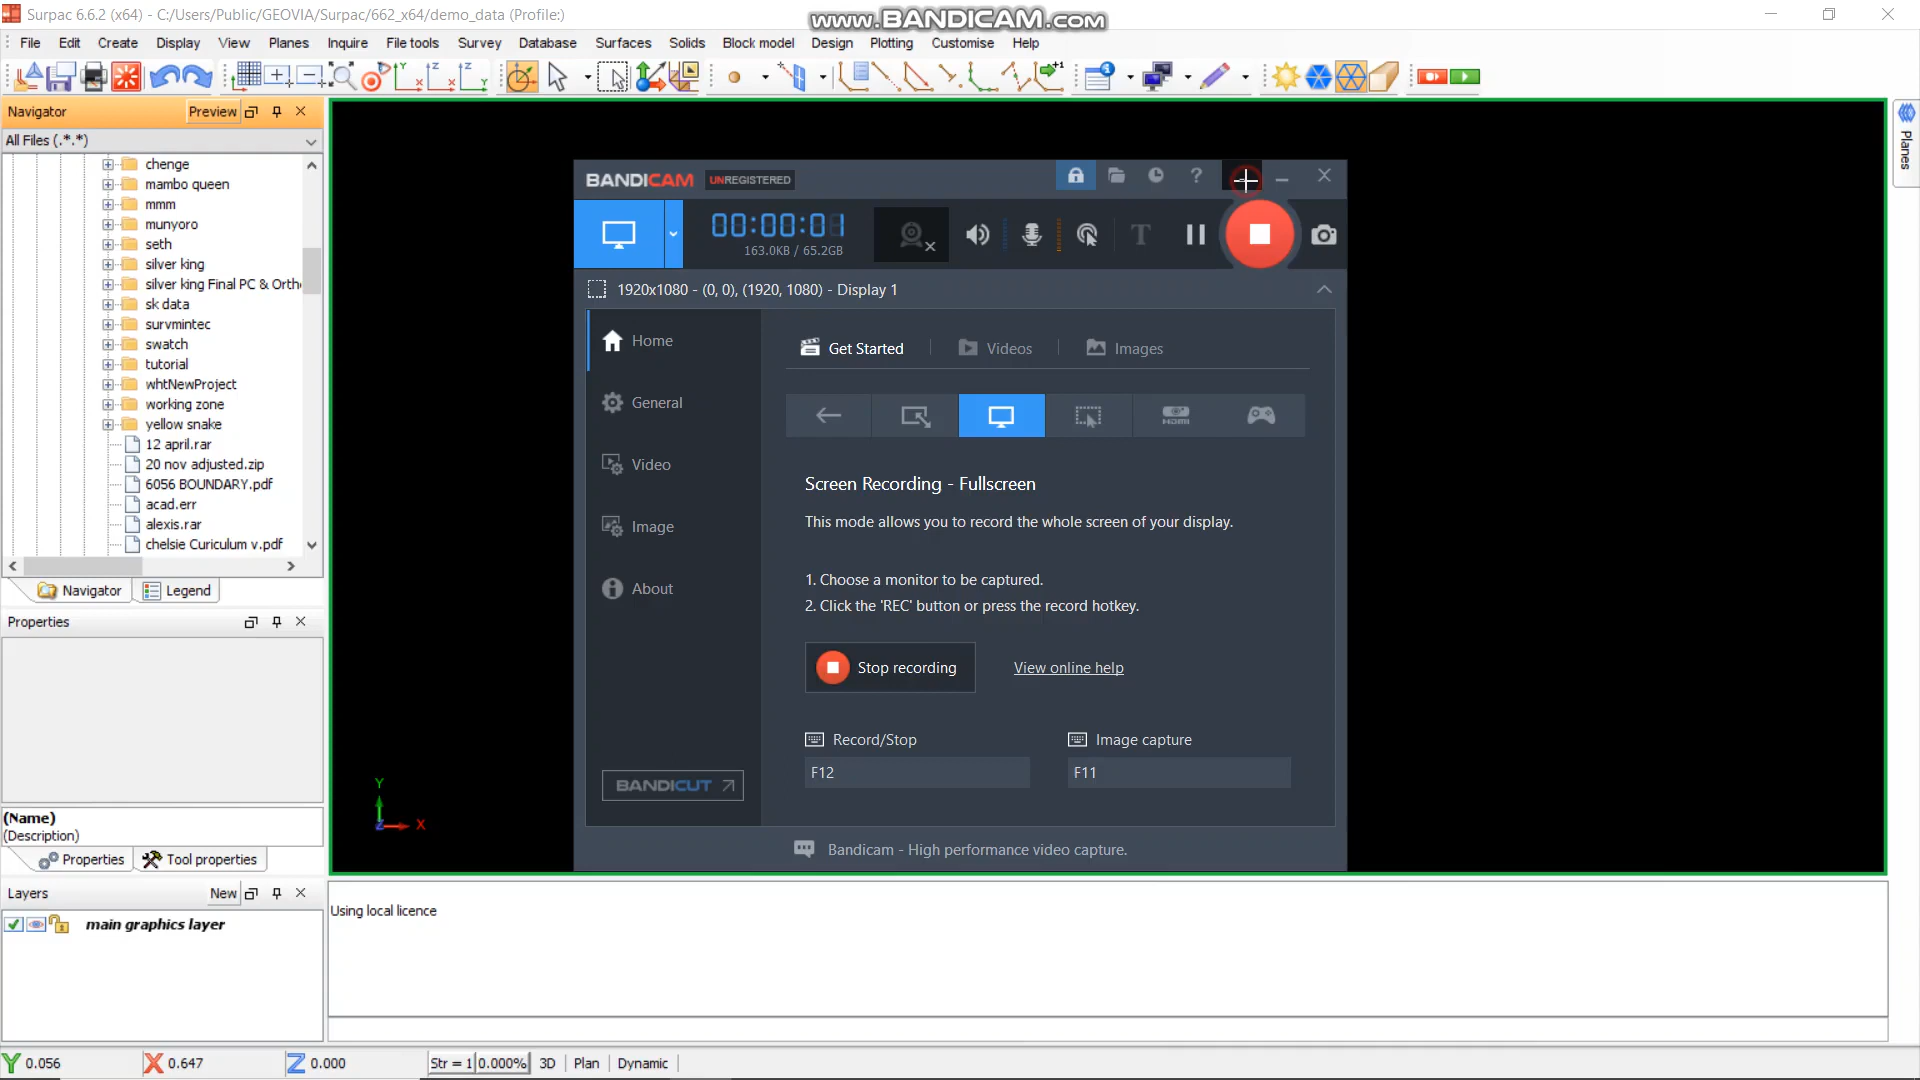 Surpac 6.6.2 (x64) - C:/Users/Public/GEOVIA/Surpac/662_x64/demo_data (Profile:)
www.BANDICAM.com
File Edit Create Display View Planes Inquire File tools Survey Database Surfaces Solids Block model Design Plotting Customise Help
Navigator Preview
All Files (.*.*)
chenge
mambo queen
mmm
munyoro
seth
silver king
silver king Final PC & Orth
sk data
survmintec
swatch
tutorial
whtNewProject
working zone
yellow snake
12 april.rar
20 nov adjusted.zip
6056 BOUNDARY.pdf
acad.err
alexis.rar
chelsie Curiculum v.pdf
Navigator Legend
Properties
(Name)
(Description)
Properties Tool properties
Layers New
main graphics layer
Planes
BANDICAM UNREGISTERED
00:00:01
163.0KB / 65.2GB
1920x1080 - (0, 0), (1920, 1080) - Display 1
Home
General
Video
Image
About
BANDICUT
Get Started Videos Images
HDMI
Screen Recording - Fullscreen
This mode allows you to record the whole screen of your display.
1. Choose a monitor to be captured.
2. Click the 'REC' button or press the record hotkey.
Stop recording View online help
Record/Stop Image capture
F12 F11
Bandicam - High performance video capture.
Y
X
Using local licence
Y 0.056 X 0.647 Z 0.000 Str = 1 0.000% 3D Plan Dynamic